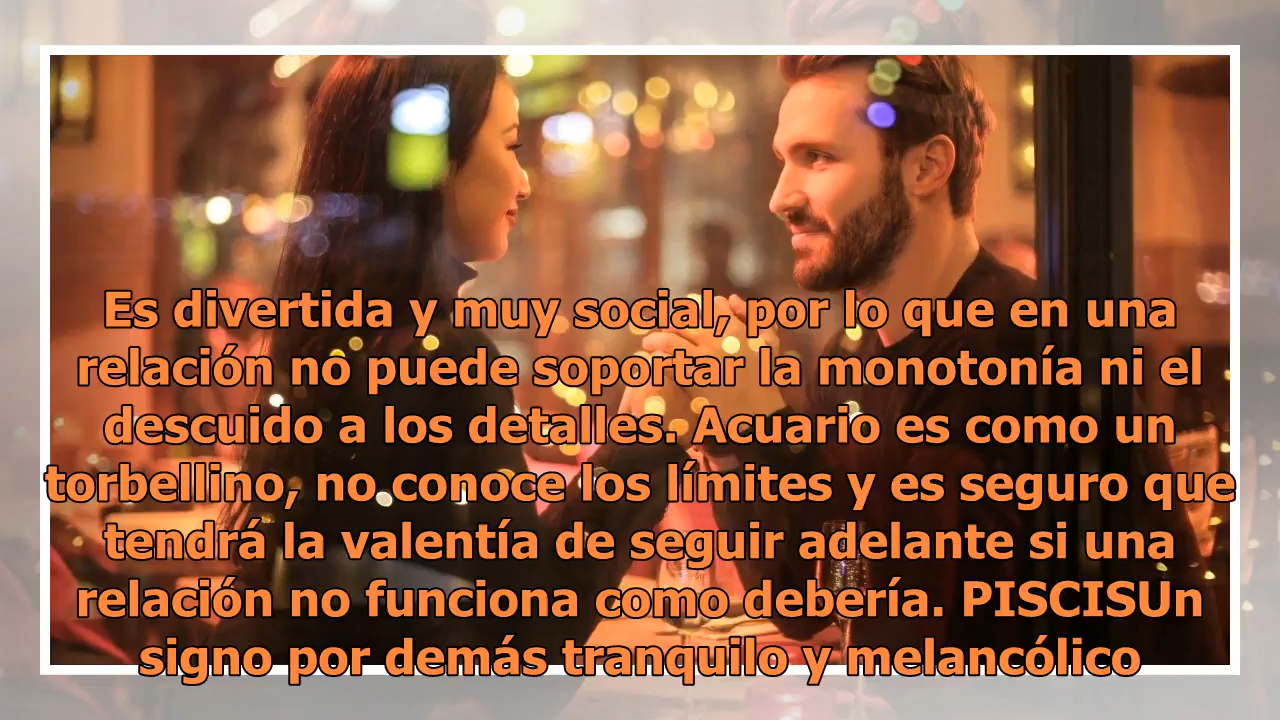 Es divertida y muy social, por lo que en una
relación no puede soportar la monotonía ni el
descuido a los detalles. Acuario es como un
torbellino, no conoce los límites y es seguro que
tendrá la valentía de seguir adelante si una
relación no funciona como debería. PISCISUn
signo por demás tranquilo y melancólico